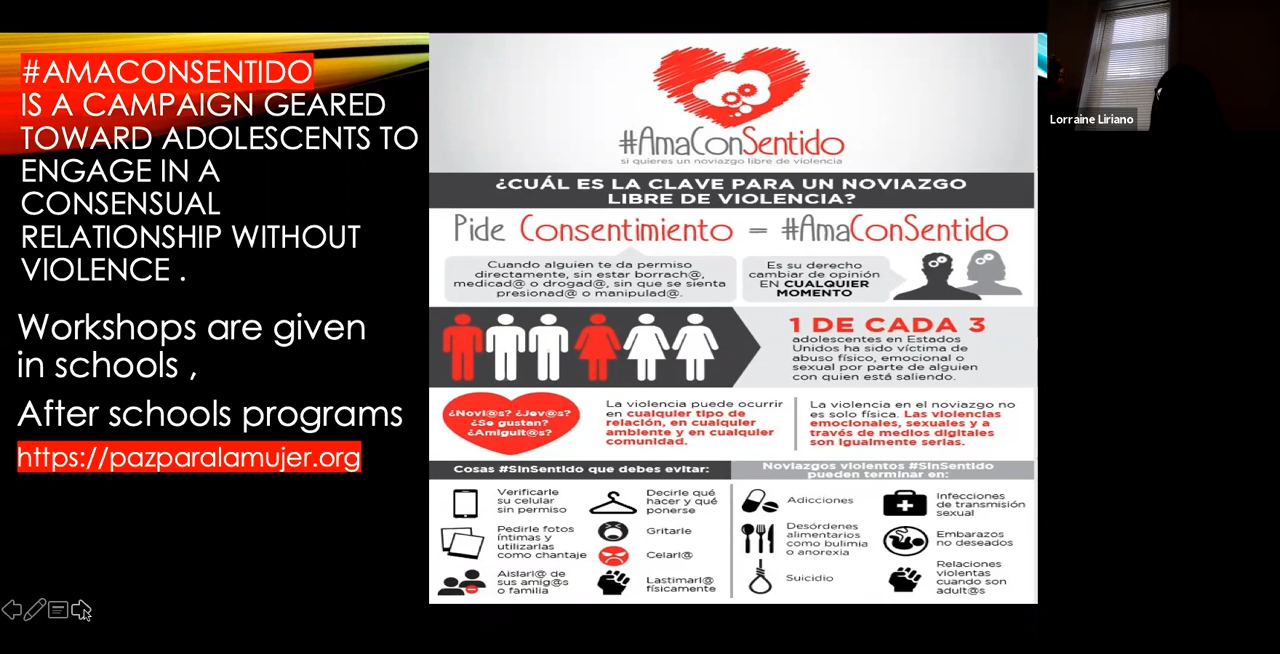 #AMACONSENTIDO
IS A CAMPAIGN GEARED
TOWARD ADOLESCENTS TO
ENGAGE IN A
CONSENSUAL
RELATIONSHIP WITHOUT
VIOLENCE .
Workshops are given
in schools ,
After schools programs
https://pazparalamujer.org
#AmaConSentido
si quieres un noviazgo libre de violencia
¿CUÁL ES LA CLAVE PARA UN NOVIAZGO
LIBRE DE VIOLENCIA?
Pide Consentimiento = #AmaConSentido
Cuando alguien te da permiso
directamente, sin estar borrach@,
medicad@ o drogad@, sin que se sienta
presionad@ o manipulad@.
Es su derecho
cambiar de opinión
EN CUALQUIER
MOMENTO
1 DE CADA 3
adolescentes en Estados
Unidos ha sido víctima de
abuso físico, emocional o
sexual por parte de alguien
con quien está saliendo.
¿Novi@s? ¿Jev@s?
¿Se gustan?
¿Amiguit@s?
La violencia puede ocurrir
en cualquier tipo de
relación, en cualquier
ambiente y en cualquier
comunidad.
La violencia en el noviazgo no
es solo física. Las violencias
emocionales, sexuales y a
través de medios digitales
son igualmente serias.
Cosas #SinSentido que debes evitar:
Verificarle
su celular
sin permiso
Pedirle fotos
íntimas y
utilizarlas
como chantaje
Aislarl@ de
sus amig@s
o familia
Decirle qué
hacer y qué
ponerse
Gritarle
Celarl@
Lastimarl@
físicamente
Noviazgos violentos #SinSentido
pueden terminar en:
Adicciones
Desórdenes
alimentarios
como bulimia
o anorexia
Suicidio
Infecciones
de transmisión
sexual
Embarazos
no deseados
Relaciones
violentas
cuando son
adult@s
Lorraine Liriano